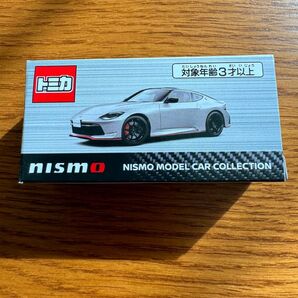 トミカ
たいしょうねんれい さい い じょう
対象年齢3才以上
nismo
NISMO MODEL CAR COLLECTION